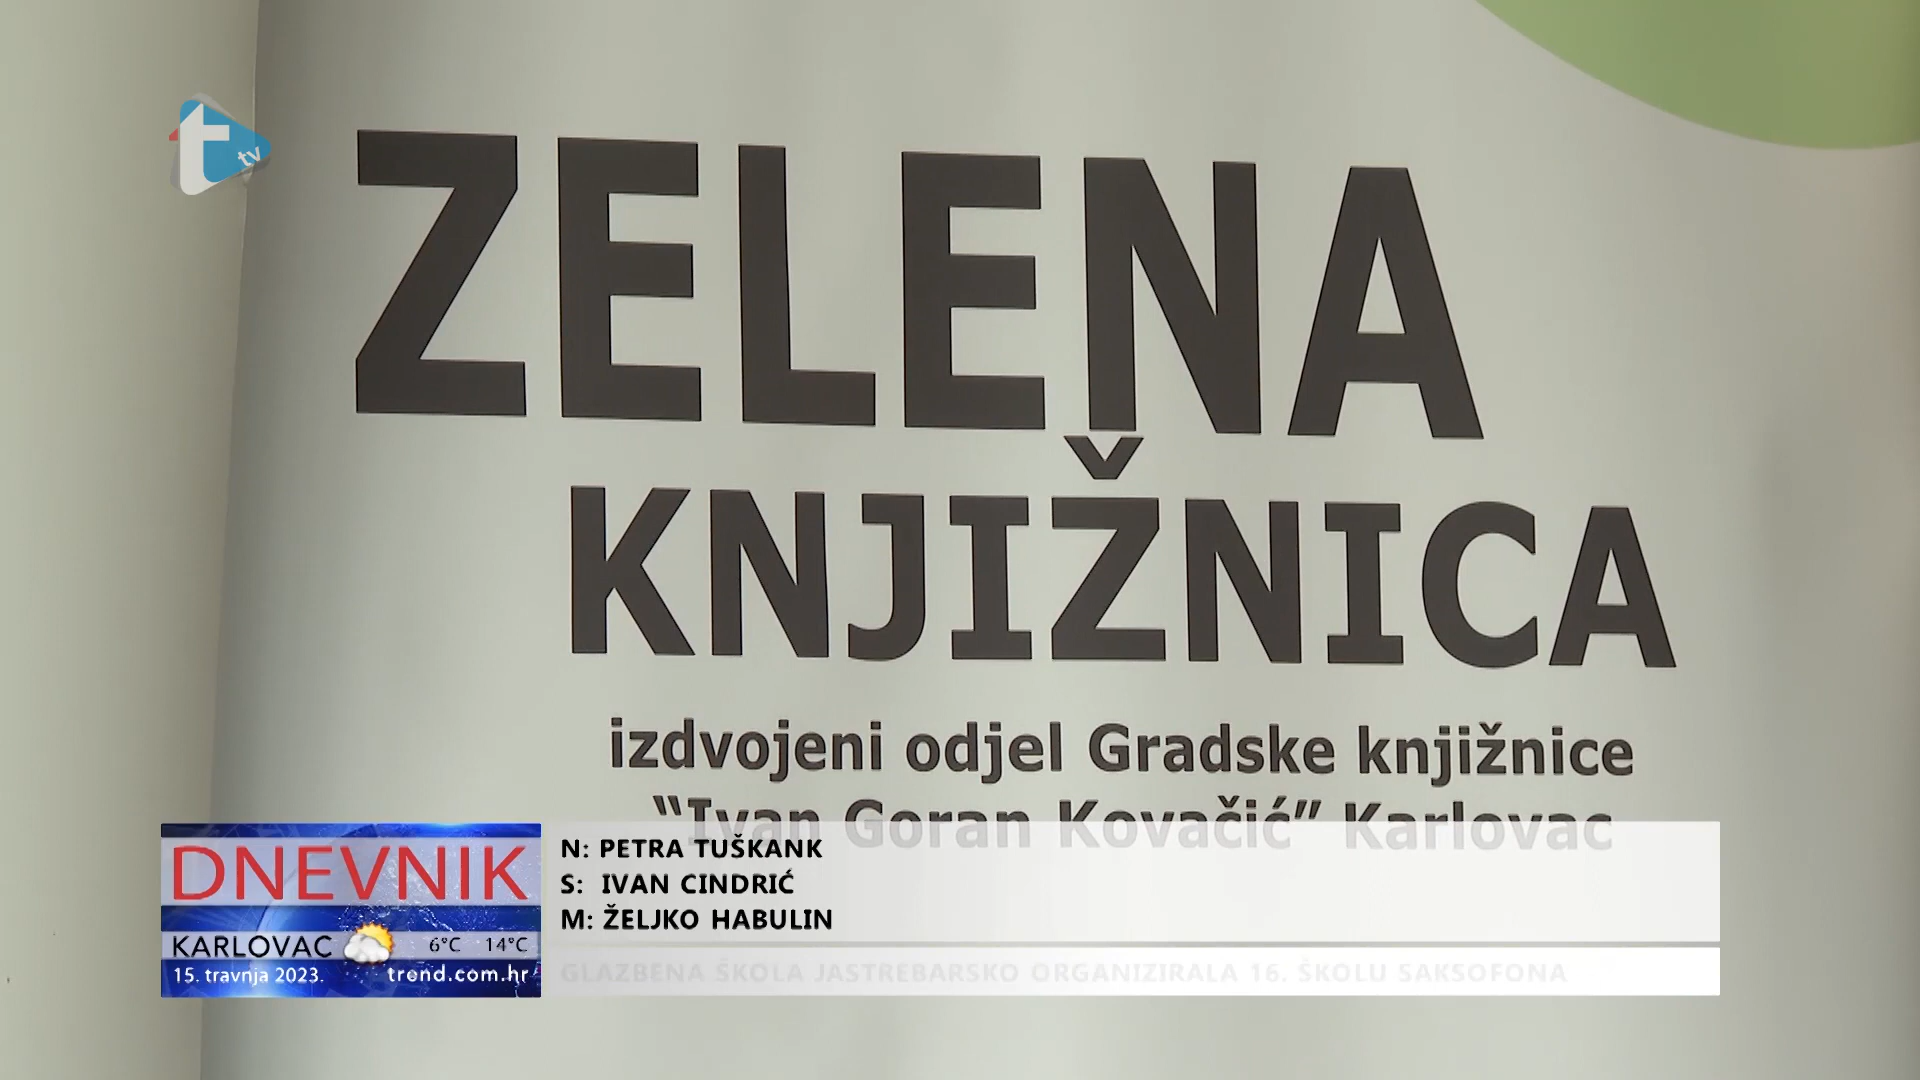 t tv
ZELENA
KNJIŽNICA
izdvojeni odjel Gradske knjižnice
“Ivan Goran Kovačić” Karlovac
DNEVNIK
KARLOVAC 6°C 14°C
15. travnja 2023. trend.com.hr
N: PETRA TUŠKANK
S: IVAN CINDRIĆ
M: ŽELJKO HABULIN
GLAZBENA ŠKOLA JASTREBARSKO ORGANIZIRALA 16. ŠKOLU SAKSOFONA